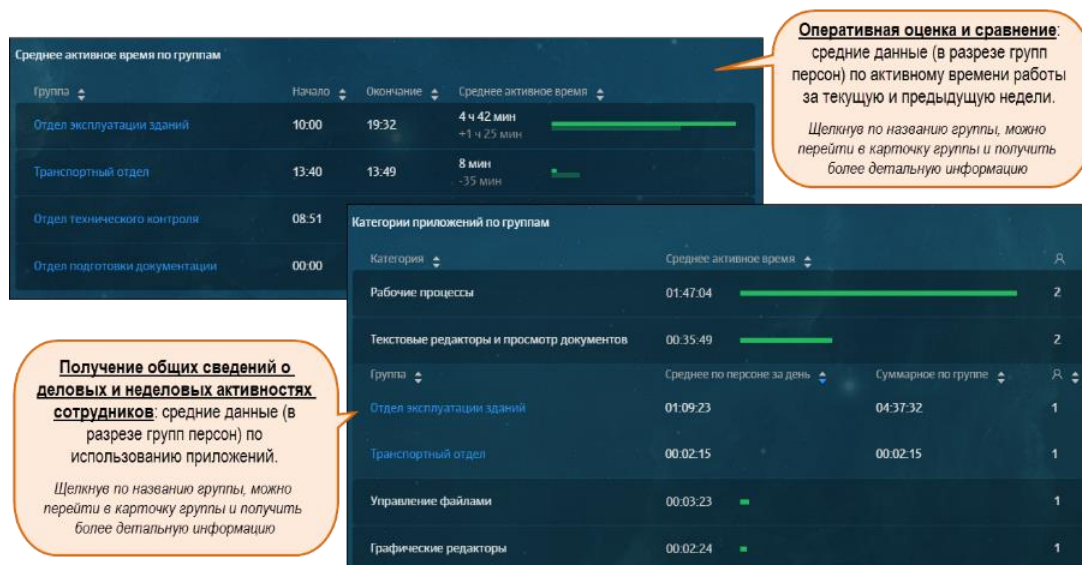 Среднее активное время по группам
Группа Начало Окончание Среднее активное время
Отдел эксплуатации зданий 10:00 19:32 4 ч 42 мин
+1 ч 25 мин
Транспортный отдел 13:40 13:49 8 мин
-35 мин
Отдел технического контроля 08:51
Отдел подготовки документации 00:00
Оперативная оценка и сравнение:
средние данные (в разрезе групп
персон) по активному времени работы
за текущую и предыдущую недели.
Щелкнув по названию группы, можно
перейти в карточку группы и получить
более детальную информацию
Категории приложений по группам
Категория Среднее активное время
Рабочие процессы 01:47:04 2
Текстовые редакторы и просмотр документов 00:35:49 2
Группа Среднее по персоне за день Суммарное по группе
Отдел эксплуатации зданий 01:09:23 04:37:32 1
Транспортный отдел 00:02:15 00:02:15 1
Управление файлами 00:03:23 1
Графические редакторы 00:02:24 1
Получение общих сведений о
деловых и неделовых активностях
сотрудников: средние данные (в
разрезе групп персон) по
использованию приложений.
Щелкнув по названию группы, можно
перейти в карточку группы и получить
более детальную информацию